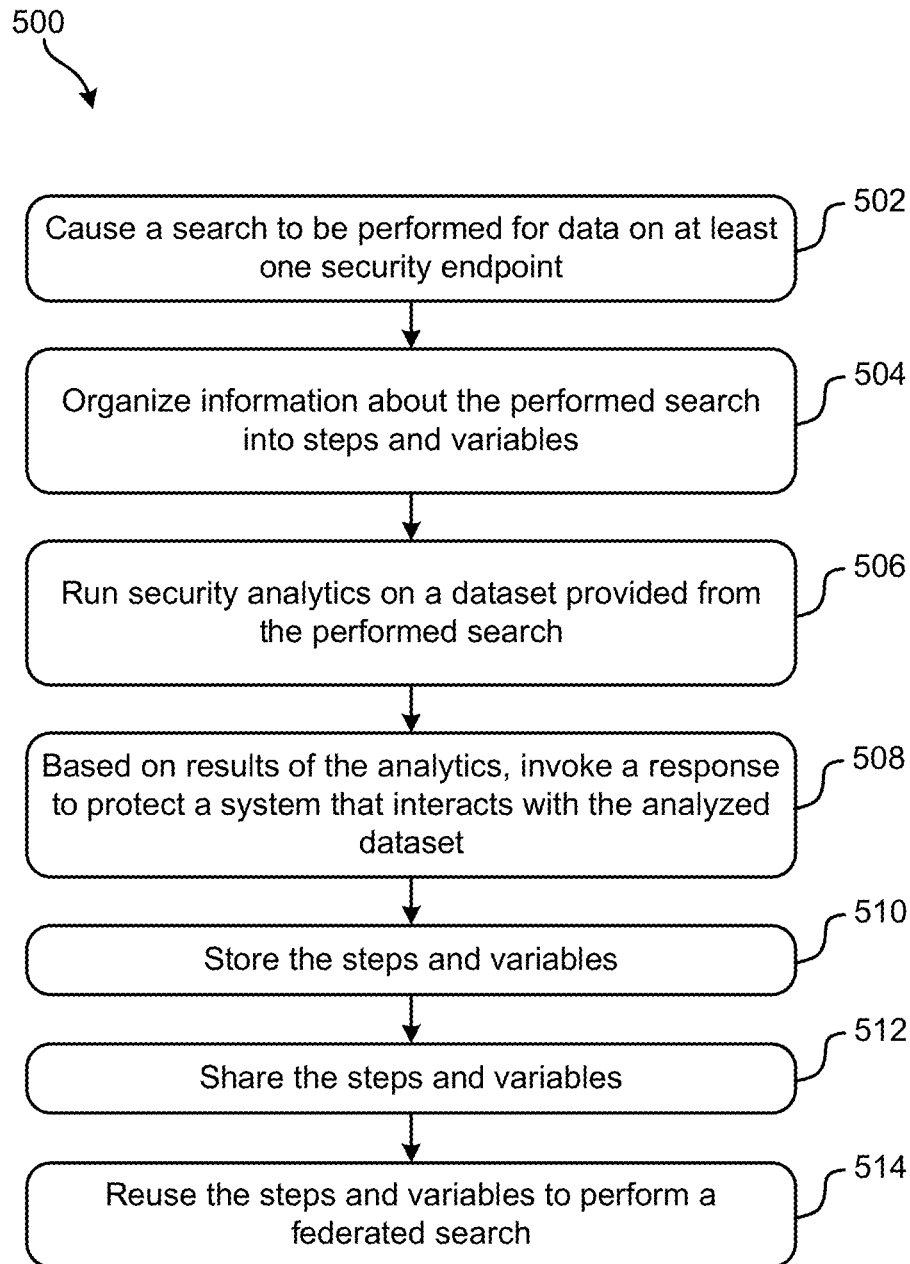 500
Cause a search to be performed for data on at least
one security endpoint
502
Organize information about the performed search
into steps and variables
504
Run security analytics on a dataset provided from
the performed search
506
Based on results of the analytics, invoke a response
to protect a system that interacts with the analyzed
dataset
508
Store the steps and variables
510
Share the steps and variables
512
Reuse the steps and variables to perform a
federated search
514